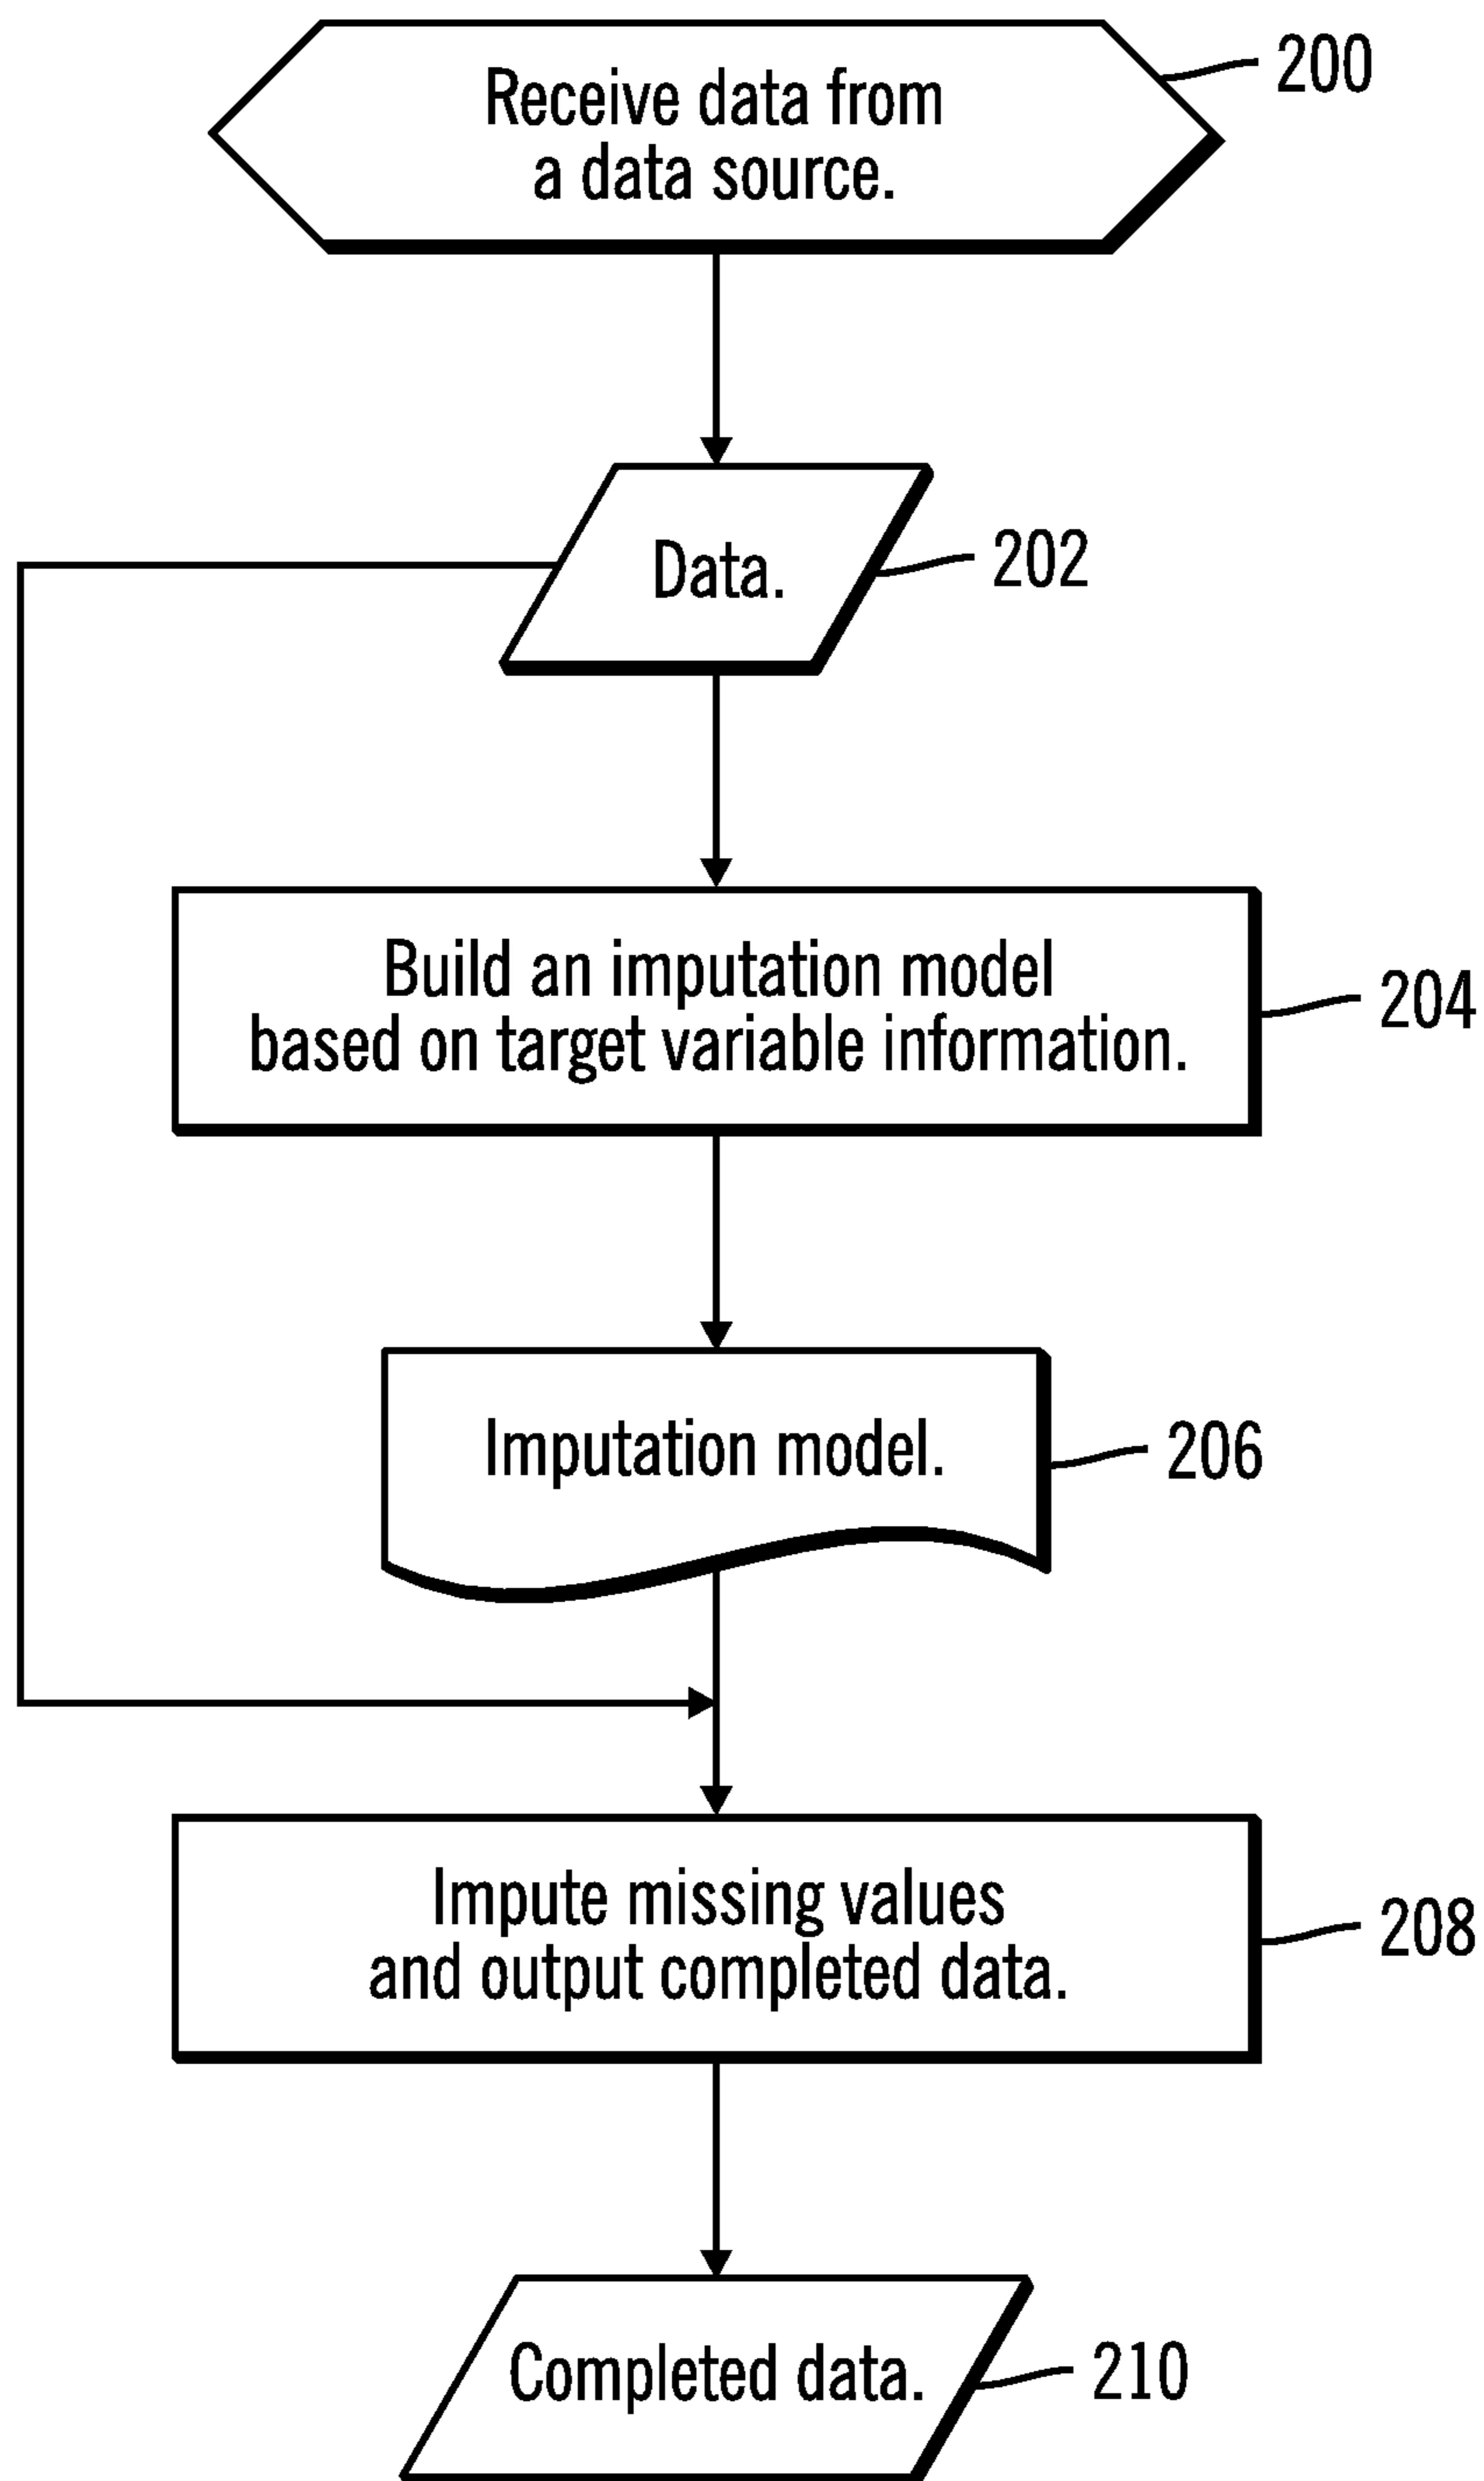 Receive data from
a data source.
200
Data.
202
Build an imputation model
based on target variable information.
204
Imputation model.
206
Impute missing values
and output completed data.
208
Completed data.
210